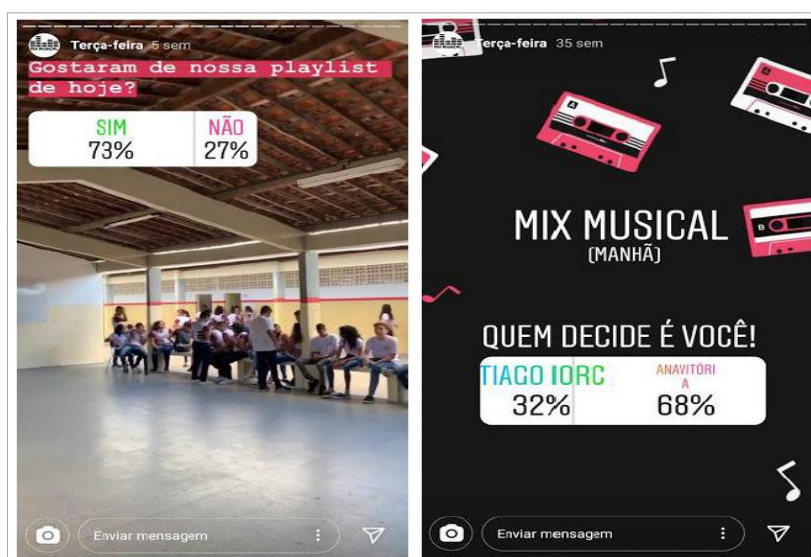 Terça-feira 5 sem
Gostaram de nossa playlist
de hoje?
SIM NÃO
73% 27%
Enviar mensagem
Terça-feira 35 sem
A
MIX MUSICAL
(MANHÃ)
B
QUEM DECIDE É VOCÊ!
TIAGO IORC
ANAVITÓRI
A
32% 68%
Enviar mensagem